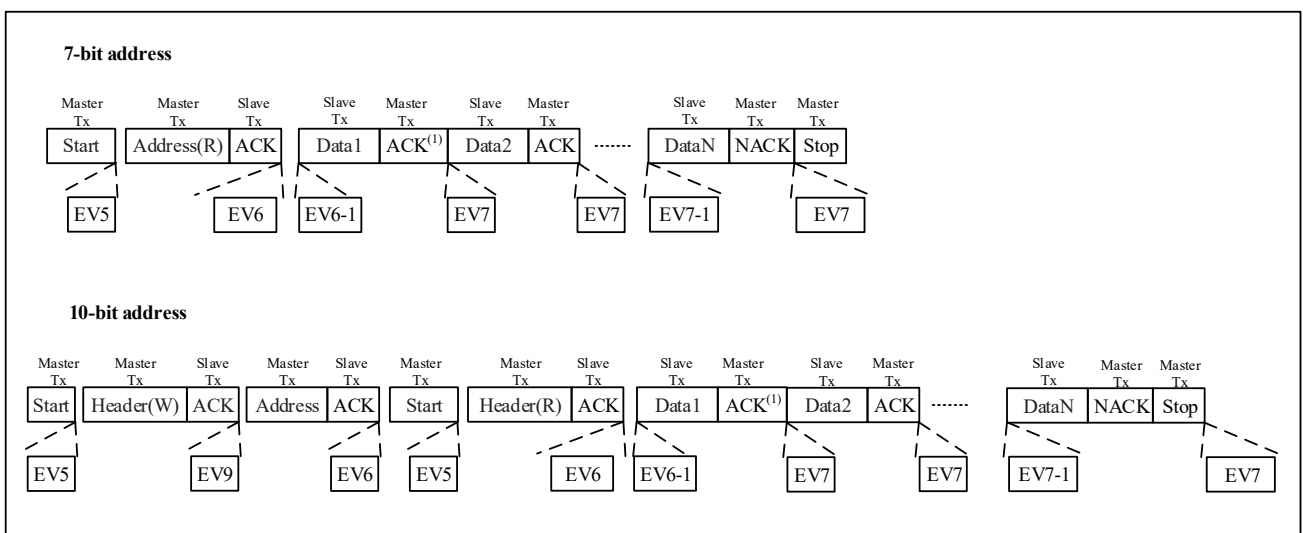 7-bit address
Master Tx Master Tx Slave Tx Slave Tx Master Tx Slave Tx Master Tx Slave Tx Master Tx Master Tx
Start Address(R) ACK Data1 ACK(1) Data2 ACK ........ DataN NACK Stop
EV5 EV6 EV6-1 EV7 EV7 EV7-1 EV7
10-bit address
Master Tx Master Tx Slave Tx Master Tx Slave Tx Master Tx Master Tx Slave Tx Slave Tx Master Tx Slave Tx Master Tx Slave Tx Master Tx Master Tx
Start Header(W) ACK Address ACK Start Header(R) ACK Data1 ACK(1) Data2 ACK ........ DataN NACK Stop
EV5 EV9 EV6 EV5 EV6 EV6-1 EV7 EV7 EV7-1 EV7